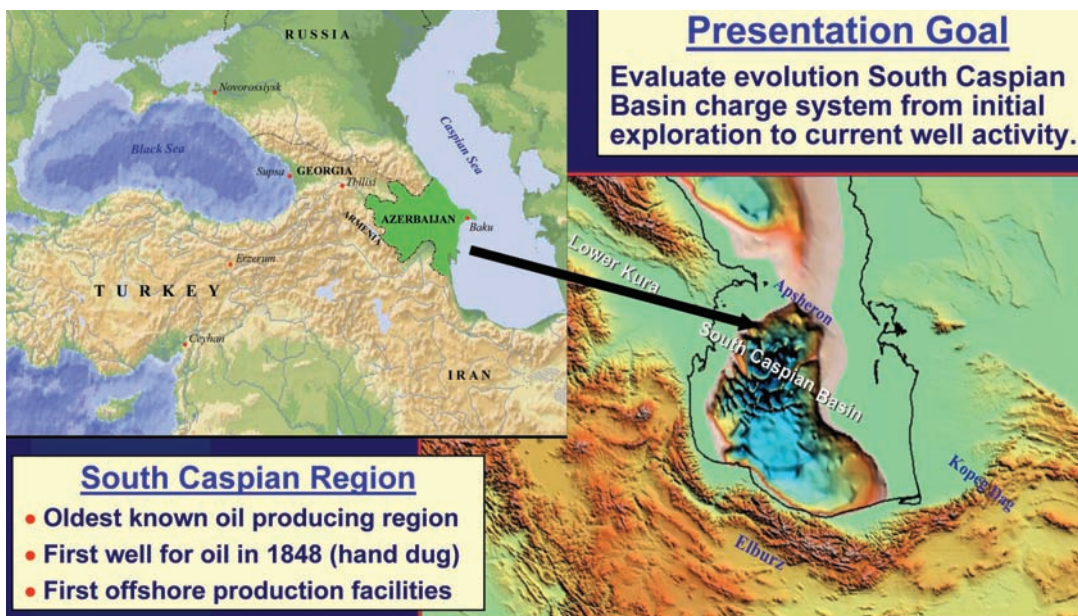 RUSSIA
Novorossiysk
Black Sea
Caspian Sea
Supsa
GEORGIA
Tbilisi
ARMENIA
AZERBAIJAN
Baku
Erzerum
TURKEY
Ceyhan
IRAN
Presentation Goal
Evaluate evolution South Caspian
Basin charge system from initial
exploration to current well activity.
Lower Kura
Apsheron
South Caspian Basin
Kopeg Dag
Elburz
South Caspian Region
• Oldest known oil producing region
• First well for oil in 1848 (hand dug)
• First offshore production facilities